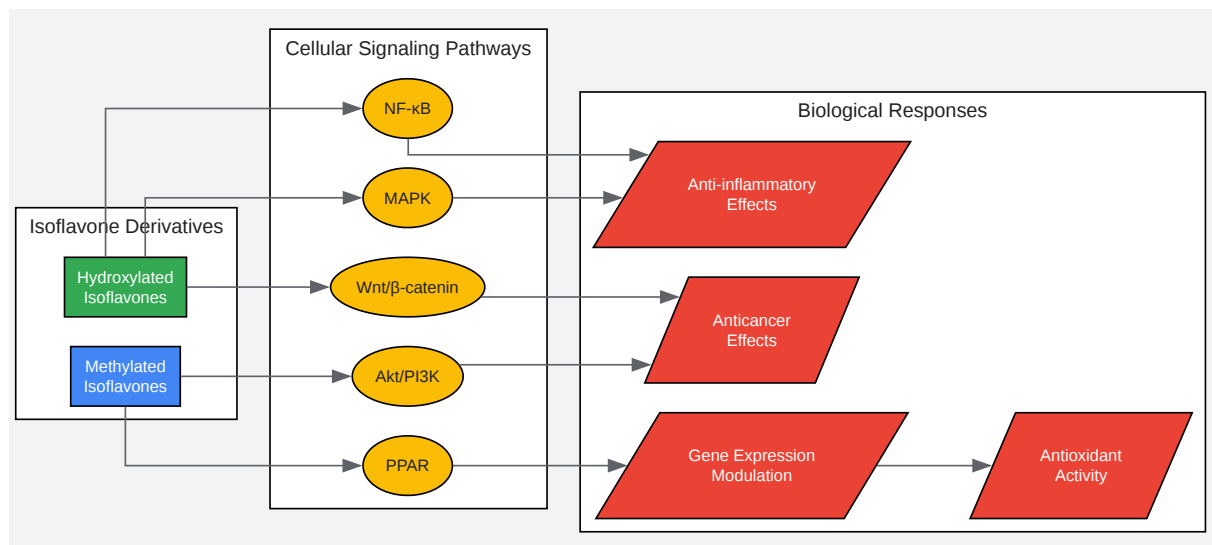 Cellular Signaling Pathways
NF-κB
MAPK
Wnt/β-catenin
Akt/PI3K
PPAR
Isoflavone Derivatives
Hydroxylated
Isoflavones
Methylated
Isoflavones
Biological Responses
Anti-inflammatory
Effects
Anticancer
Effects
Gene Expression
Modulation
Antioxidant
Activity